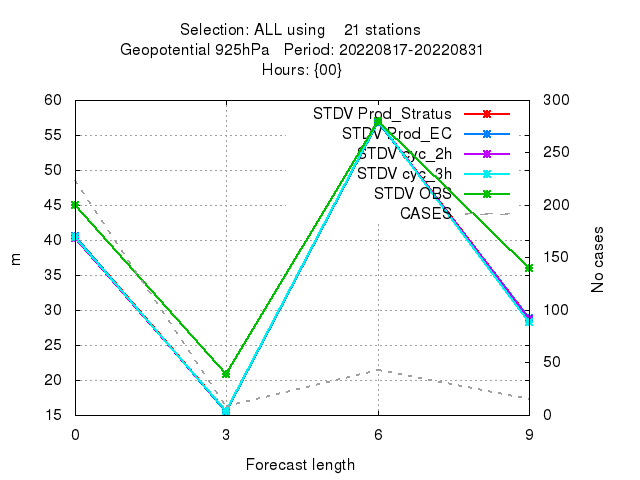 Selection: ALL using    21 stations
Geopotential 925hPa   Period: 20220817-20220831
Hours: {00}
60
55
50
45
40
35
30
25
20
15
m
300
250
200
150
100
50
0
No cases
STDV Prod_Stratus
STDV Prod_EC
STDV cyc_2h
STDV cyc_3h
STDV OBS
CASES
0 3 6 9
Forecast length